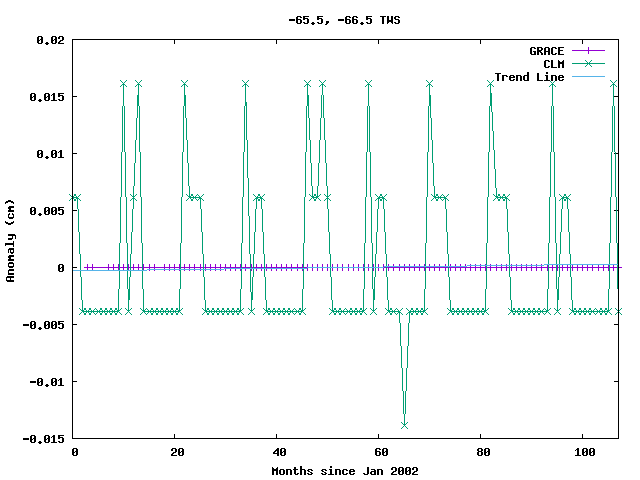 -65.5, -66.5 TWS
0.02
0.015
0.01
0.005
0
-0.005
-0.01
-0.015
Anomaly (cm)
GRACE
CLM
Trend Line
0 20 40 60 80 100
Months since Jan 2002